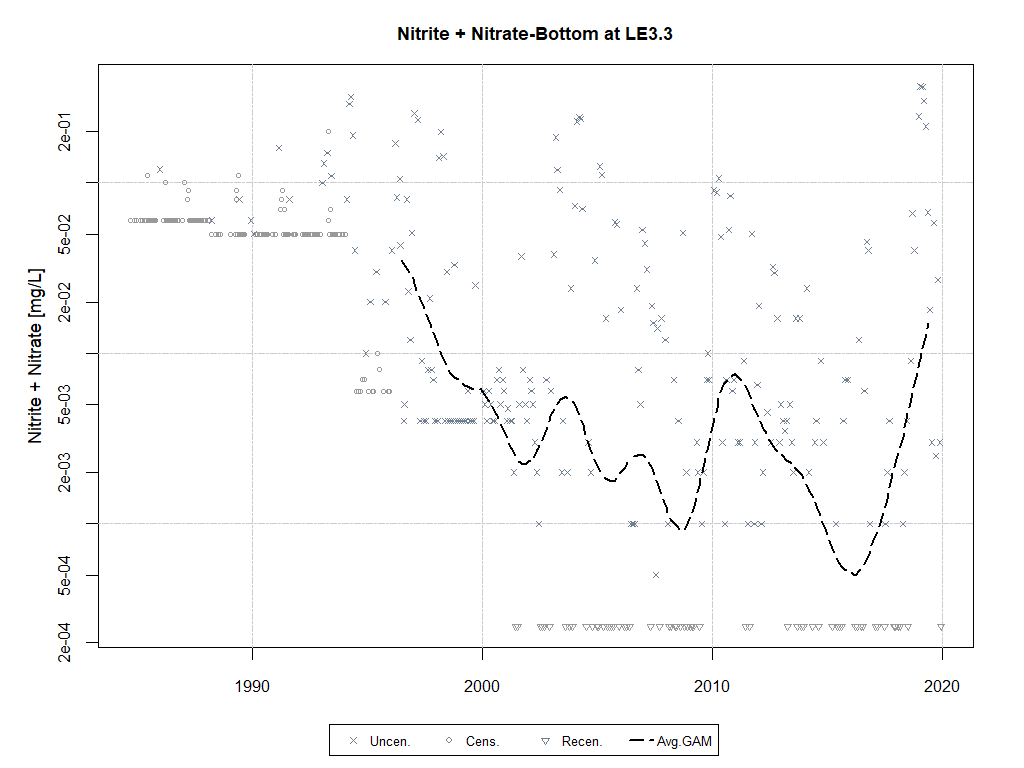 Nitrite + Nitrate-Bottom at LE3.3
Nitrite + Nitrate [mg/L]
2e-01
5e-02
2e-02
5e-03
2e-03
5e-04
2e-04
1990 2000 2010 2020
Uncen. Cens. Recen. Avg.GAM